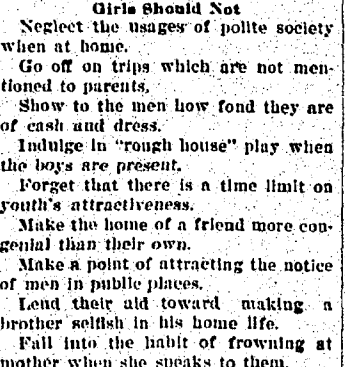 Girls Should Not
Neglect the usages of polite society
when at home.
Go off on trips which are not men-
tioned to parents.
Show to the men how fond they are
of cash and dress.
Indulge in "rough house" play when
the boys are present.
Forget that there is a time limit on
youth's attractiveness.
Make the home of a friend more con-
genial than their own.
Make a point of attracting the notice
of men in public places.
Lend their aid toward making a
brother selfish in his home life.
Fall into the habit of frowning at
mother when she speaks to them.